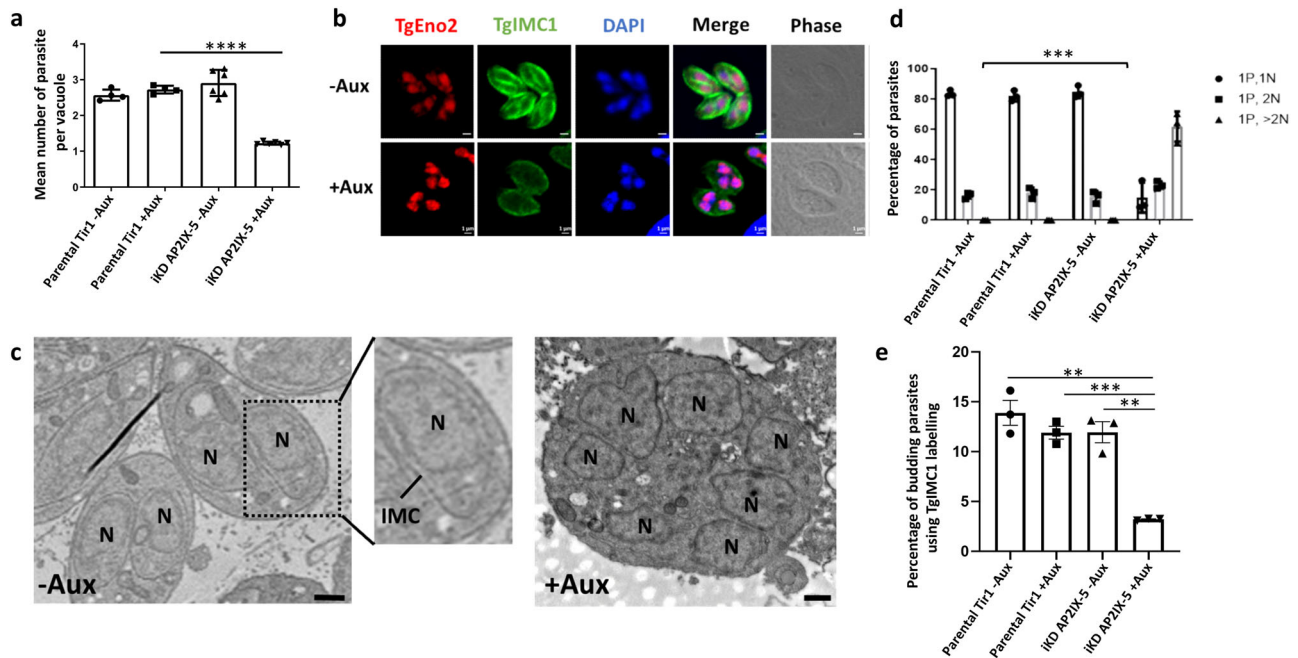 a
****
Mean number of parasite
per vacuole
4
3
2
1
0
Parental Tir1 -Aux
Parental Tir1 +Aux
iKD AP2IX-5 -Aux
iKD AP2IX-5 +Aux
b
TgEno2 TgIMC1 DAPI Merge Phase
-Aux
+Aux
1 µm 1 µm 1 µm 1 µm 1 µm
c
N N N N
-Aux
N
IMC
N N N N N N N
+Aux
d
***
1P,1N
1P, 2N
1P, >2N
Percentage of parasites
100
80
60
40
20
0
Parental Tir1 -Aux
Parental Tir1 +Aux
iKD AP2IX-5 -Aux
iKD AP2IX-5 +Aux
e
**
***
**
Percentage of budding parasites
using TgIMC1 labelling
20
15
10
5
0
Parental Tir1 -Aux
Parental Tir1 +Aux
iKD AP2IX-5 -Aux
iKD AP2IX-5 +Aux